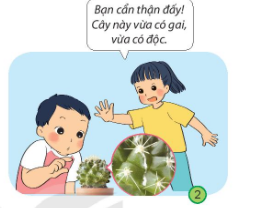 Bạn cẩn thận đấy!
Cây này vừa có gai,
vừa có độc.
2